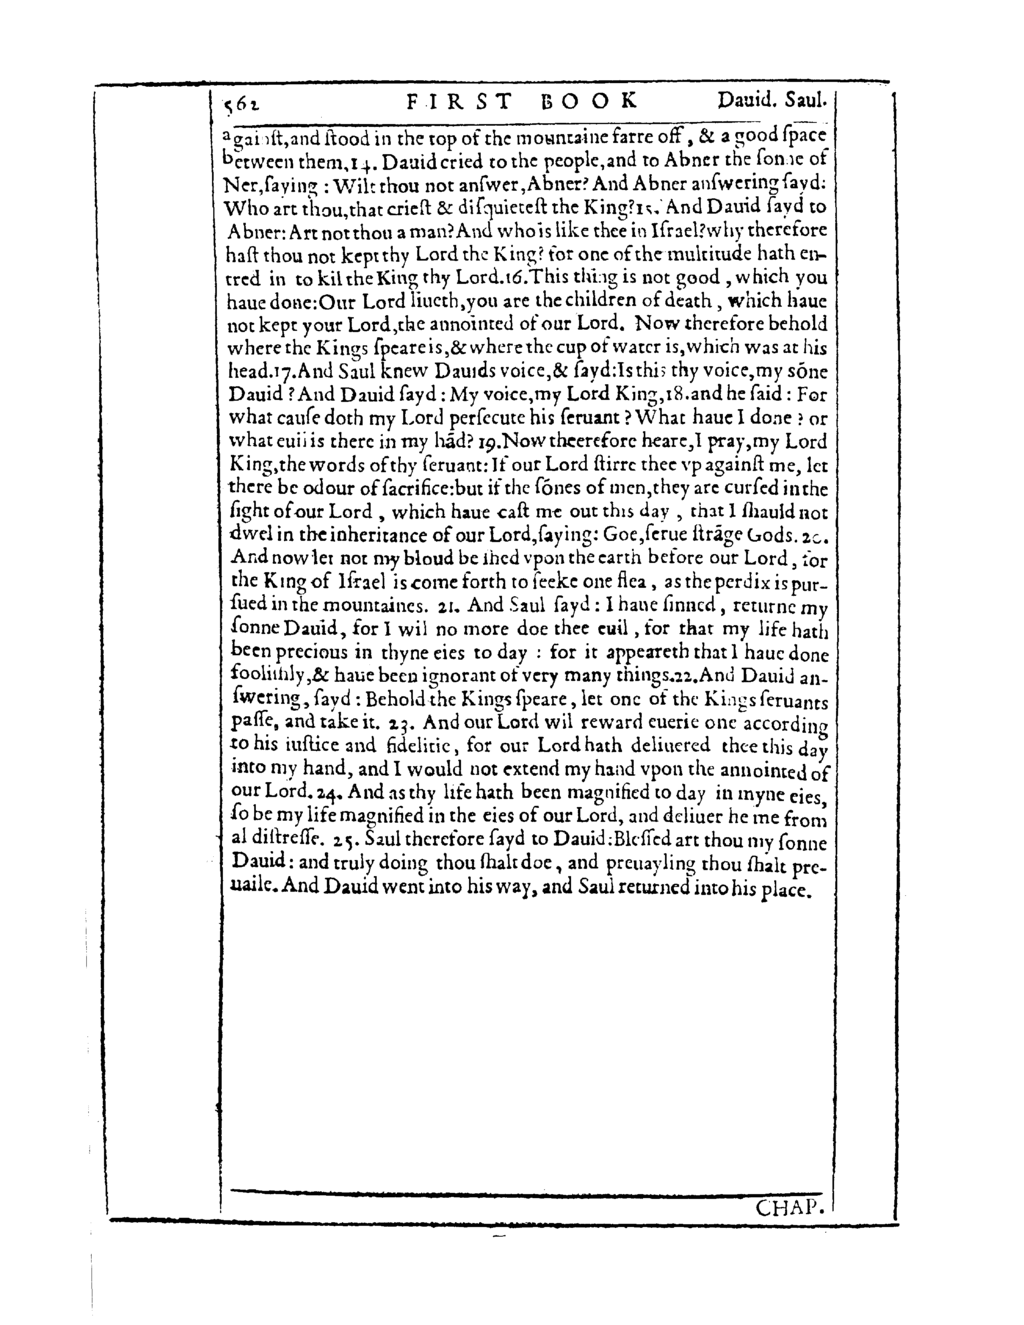 562 FIRST BOOK Dauid. Saul.
againſt,and ſtood in the top of the mountaine farre off, & a good ſpace
between them,14. Dauid cried to the people,and to Abner the ſonne of
Ner,ſaying : Wilt thou not anſwer,Abner? And Abner anſwering ſayd:
Who art thou,that crieſt & diſquieteſt the King?15. And Dauid ſayd to
Abner: Art not thou a man?And who is like thee in Iſrael?why therefore
haſt thou not kept thy Lord the King? for one of the multitude hath en-
tred in to kil the King thy Lord.16.This thing is not good , which you
haue done:Our Lord liueth,you are the children of death , which haue
not kept your Lord,the annointed of our Lord. Now therefore behold
where the Kings ſpeare is,& where the cup of water is,which was at his
head.17.And Saul knew Dauids voice,& ſayd:Is this thy voice,my sōne
Dauid ? And Dauid ſayd : My voice,my Lord King,18.and he ſaid : For
what cauſe doth my Lord perſecute his ſeruant ? What haue I done ? or
what euil is there in my hād? 19.Now theerefore heare,I pray,my Lord
King,the words of thy ſeruant: If our Lord ſtirre thee vp againſt me, let
there be odour of ſacrifice:but if the ſōnes of men,they are curſed in the
ſight of our Lord , which haue caſt me out this day , that I ſhauld not
dwel in the inheritance of our Lord,ſaying: Goe,ſerue ſtrāge Gods. 20.
And now let not my bloud be ſhed vpon the earth before our Lord, for
the King of Iſrael is come forth to ſeeke one flea , as the perdix is pur-
ſued in the mountaines. 21. And Saul ſayd : I haue ſinned , returne my
ſonne Dauid, for I wil no more doe thee euil , for that my life hath
been precious in thyne eies to day : for it appeareth that I haue done
fooliſhly,& haue been ignorant of very many things.22.And Dauid an-
ſwering, ſayd : Behold the Kings ſpeare, let one of the Kings ſeruants
paſſe, and take it. 23. And our Lord wil reward euerie one according
to his iuſtice and fidelitie, for our Lord hath deliuered thee this day
into my hand, and I would not extend my hand vpon the annointed of
our Lord. 24. And as thy life hath been magnified to day in myne eies,
ſo be my life magnified in the eies of our Lord, and deliuer he me from
al diſtreſſe. 25. Saul therefore ſayd to Dauid:Bleſſed art thou my ſonne
Dauid : and truly doing thou ſhalt doe, and preuayling thou ſhalt pre-
uaile. And Dauid went into his way, and Saul returned into his place.
CHAP.